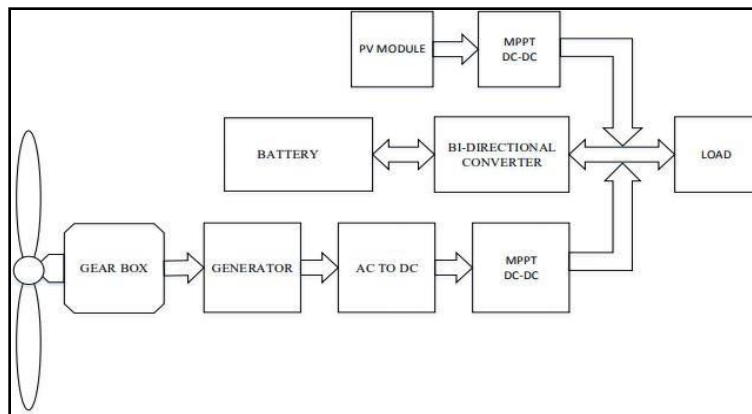 PV MODULE
MPPT
DC-DC
BATTERY
BI-DIRECTIONAL
CONVERTER
LOAD
GEAR BOX
GENERATOR
AC TO DC
MPPT
DC-DC